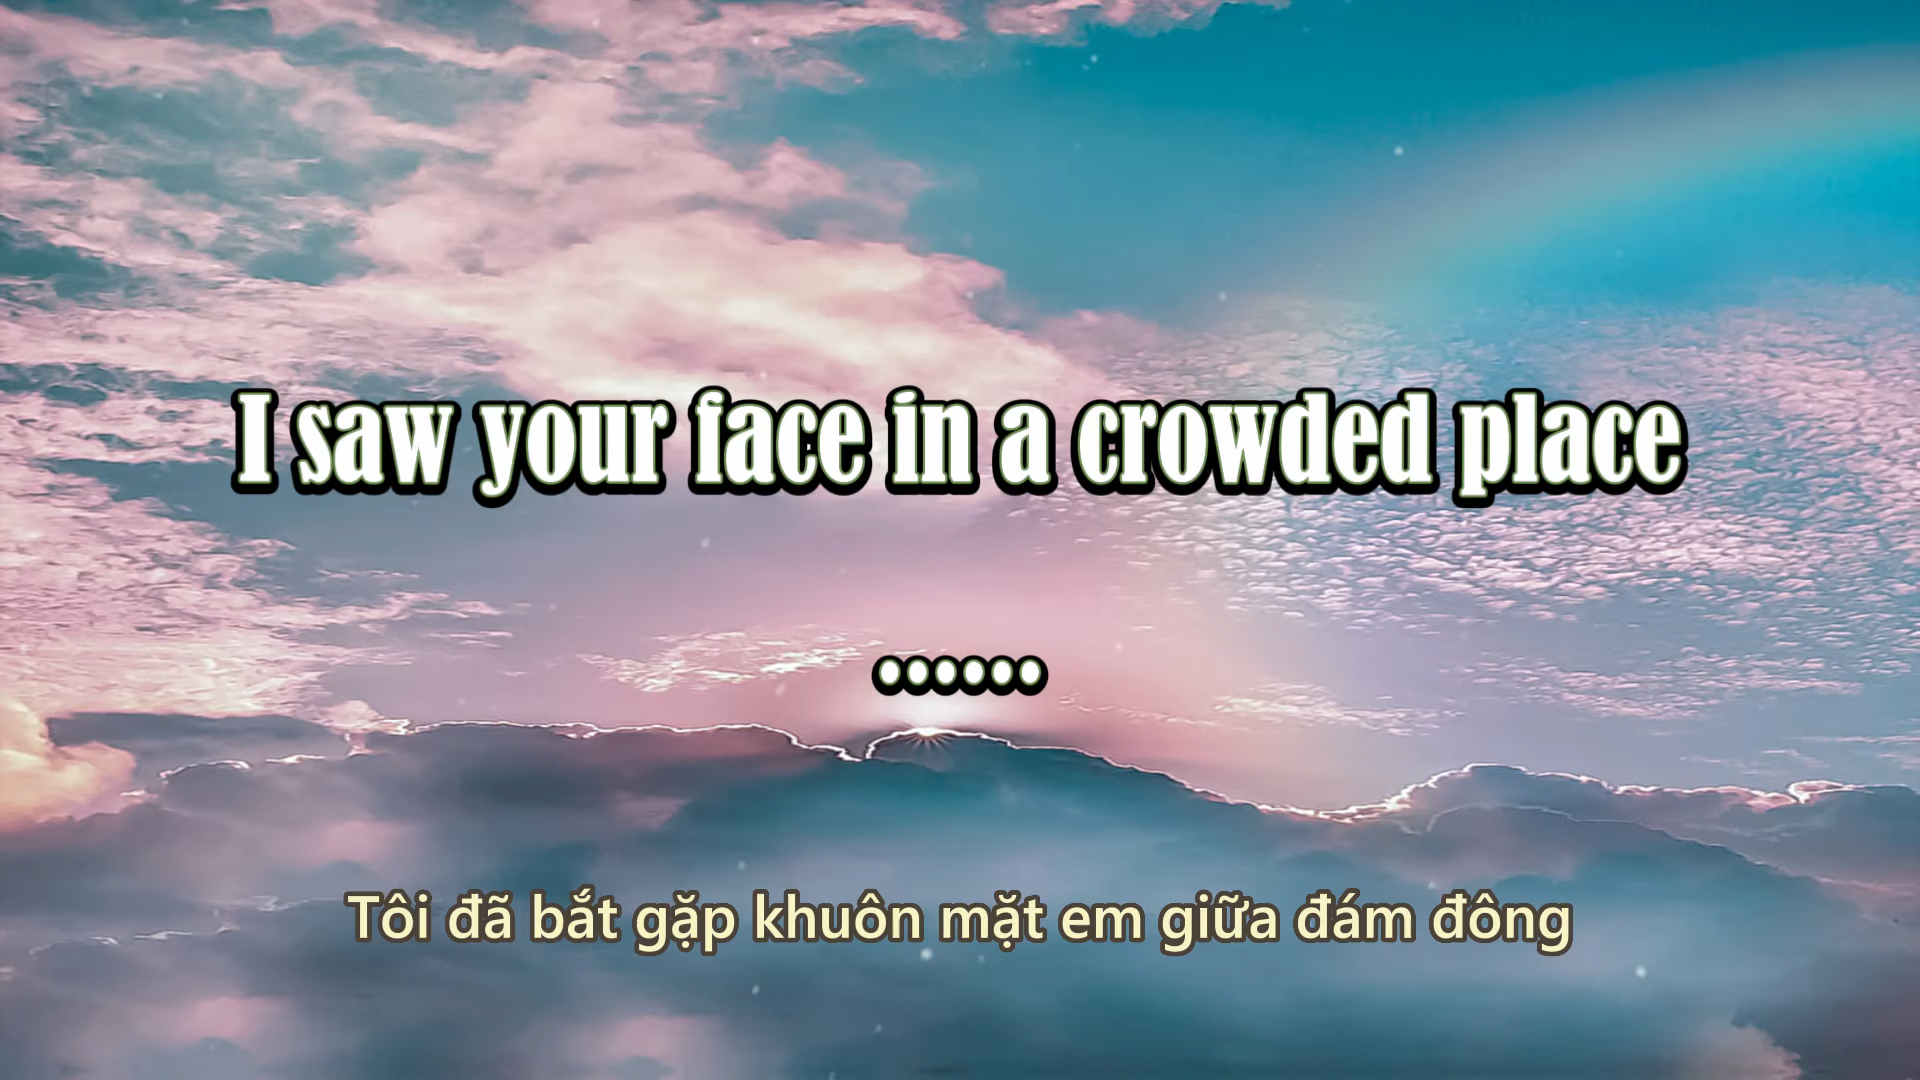 I saw your face in a crowded place
••••••
Tôi đã bắt gặp khuôn mặt em giữa đám đông